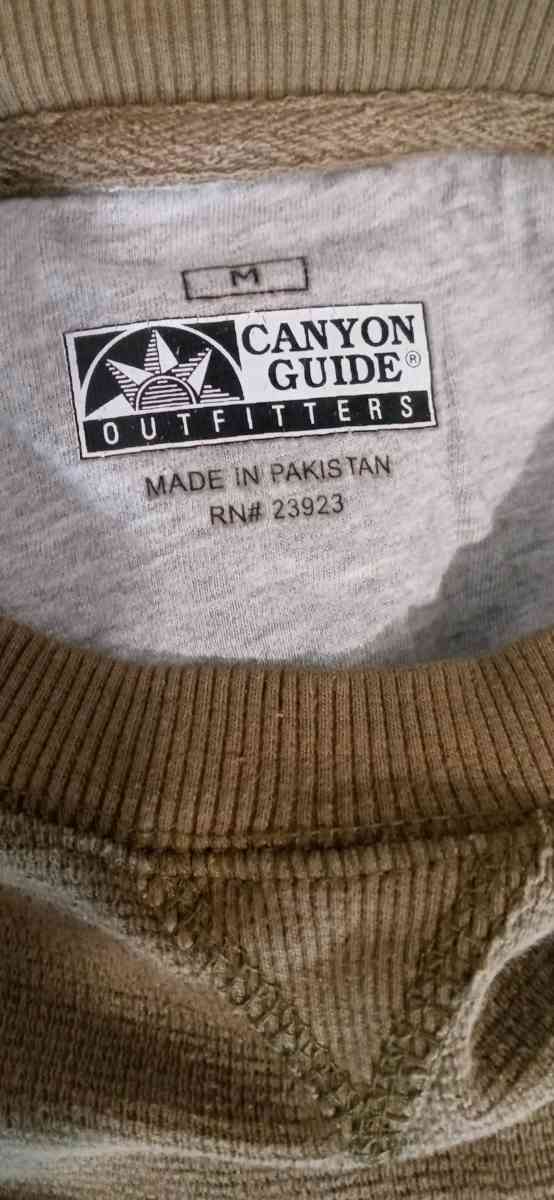 M
CANYON
GUIDE®
OUTFITTERS
MADE IN PAKISTAN
RN# 23923